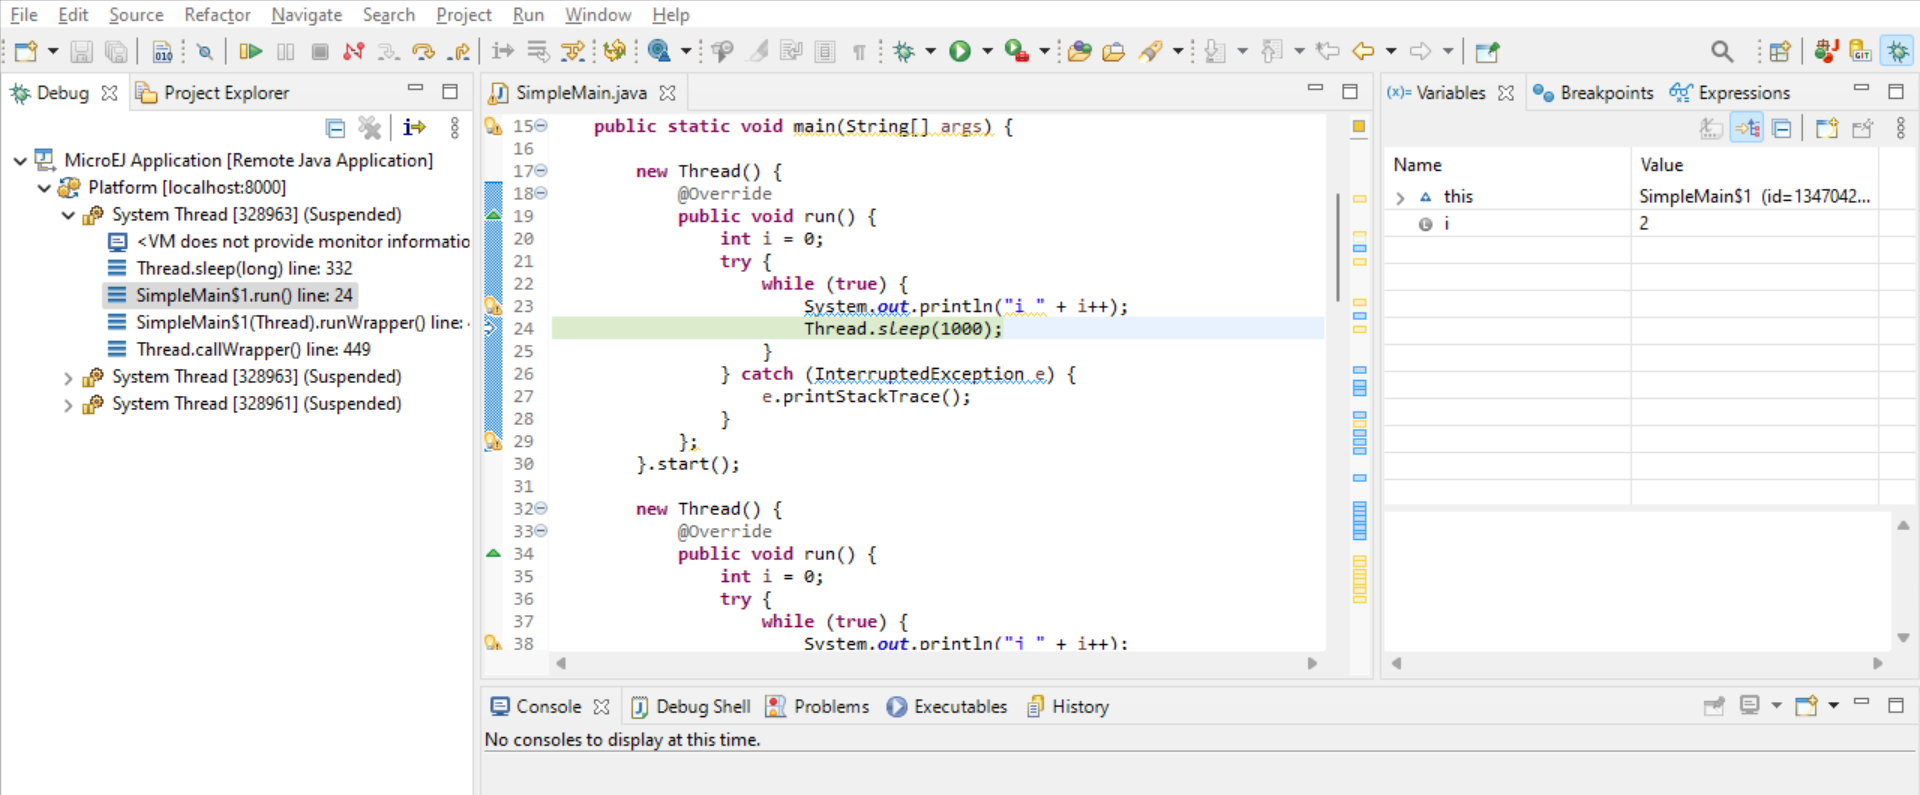 File Edit Source Refactor Navigate Search Project Run Window Help
Debug Project Explorer
MicroEJ Application [Remote Java Application]
Platform [localhost:8000]
System Thread [328963] (Suspended)
<VM does not provide monitor informatio
Thread.sleep(long) line: 332
SimpleMain$1.run() line: 24
SimpleMain$1(Thread).runWrapper() line:
Thread.callWrapper() line: 449
System Thread [328963] (Suspended)
System Thread [328961] (Suspended)
SimpleMain.java
15 public static void main(String[] args) {
16
17 new Thread() {
18 @Override
19 public void run() {
20 int i = 0;
21 try {
22 while (true) {
23 System.out.println("i " + i++);
24 Thread.sleep(1000);
25 }
26 } catch (InterruptedException e) {
27 e.printStackTrace();
28 }
29 };
30 }.start();
31
32 new Thread() {
33 @Override
34 public void run() {
35 int i = 0;
36 try {
37 while (true) {
38 System.out.println("j " + i++);
(x)= Variables Breakpoints Expressions
Name Value
this SimpleMain$1 (id=1347042...
i 2
Console Debug Shell Problems Executables History
No consoles to display at this time.